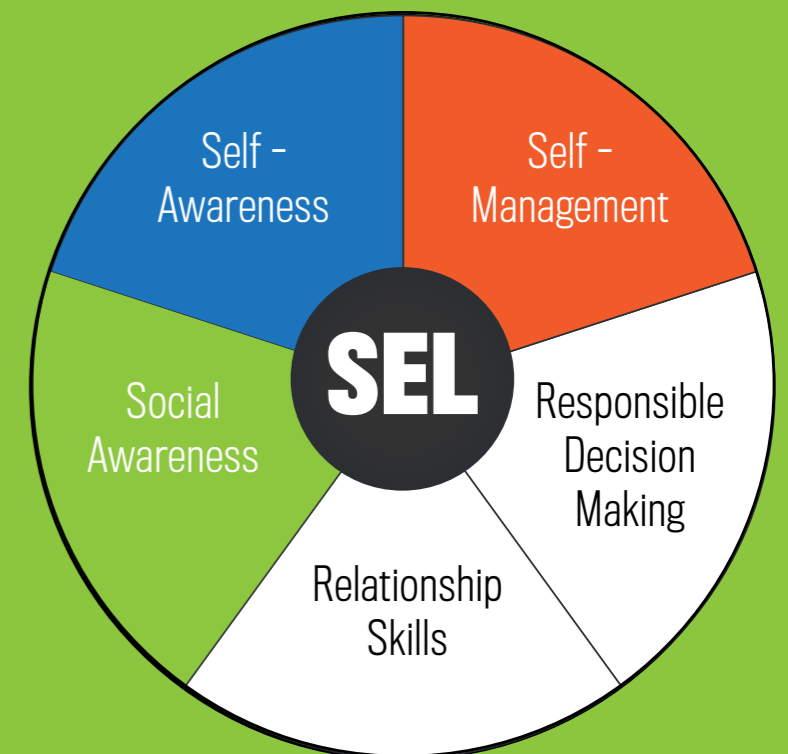 Self -
Awareness
Self -
Management
SEL
Social
Awareness
Responsible
Decision
Making
Relationship
Skills